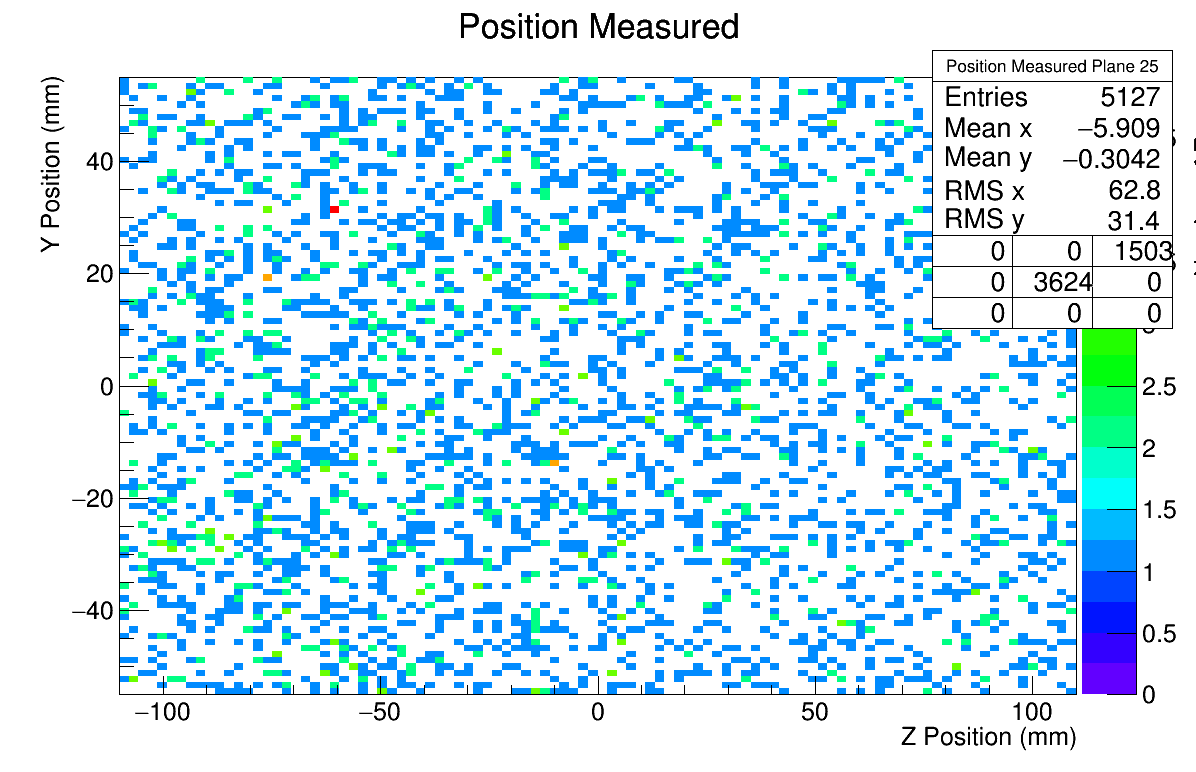 Position Measured
Position Measured Plane 25
Entries 5127
Mean x −5.909
Mean y −0.3042
RMS x 62.8
RMS y 31.4
0 0 1503
0 3624 0
0 0 0
Y Position (mm)
40
20
0
−20
−40
−100 −50 0 50 100
Z Position (mm)
2.5
2
1.5
1
0.5
0